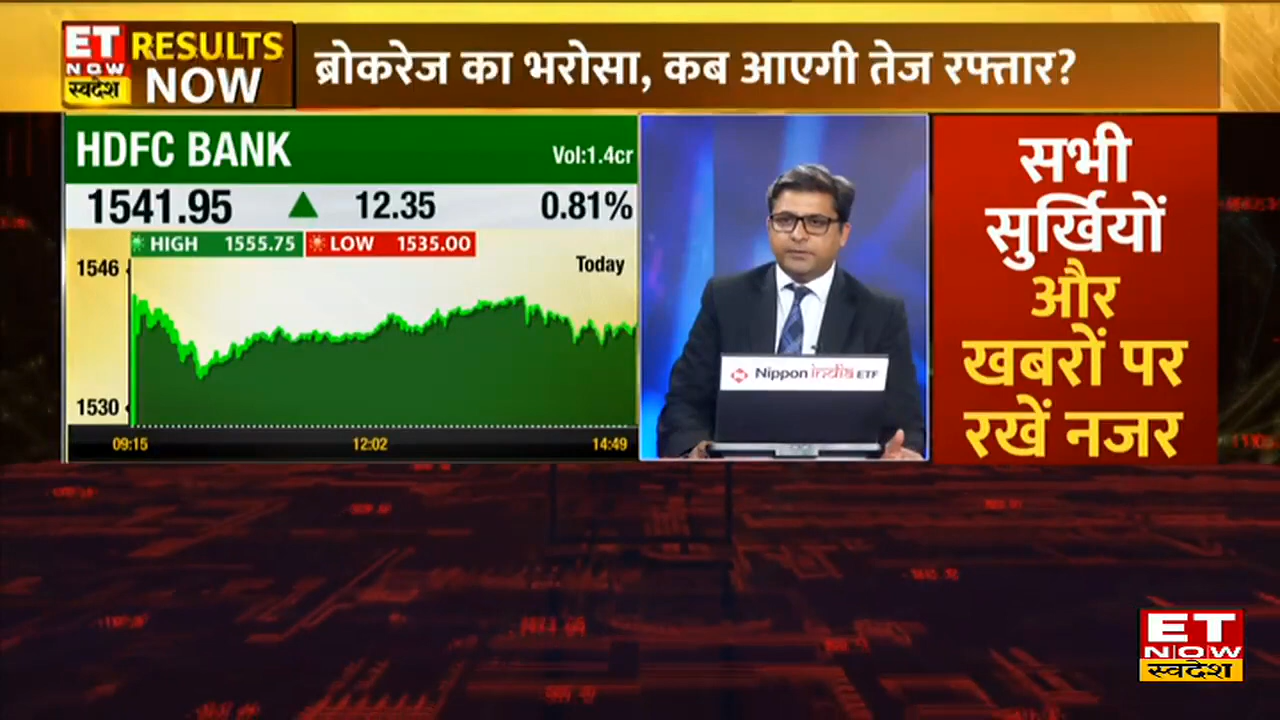 ET
NOW
स्वदेश
RESULTS
NOW
ब्रोकरेज का भरोसा, कब आएगी तेज रफ्तार?
HDFC BANK
Vol:1.4cr
1541.95 ▲ 12.35 0.81%
HIGH 1555.75 LOW 1535.00
Today
1546
1530
09:15 12:02 14:49
Nippon india ETF
सभी
सुर्खियों
और
खबरों पर
रखें नजर
ET
NOW
स्वदेश